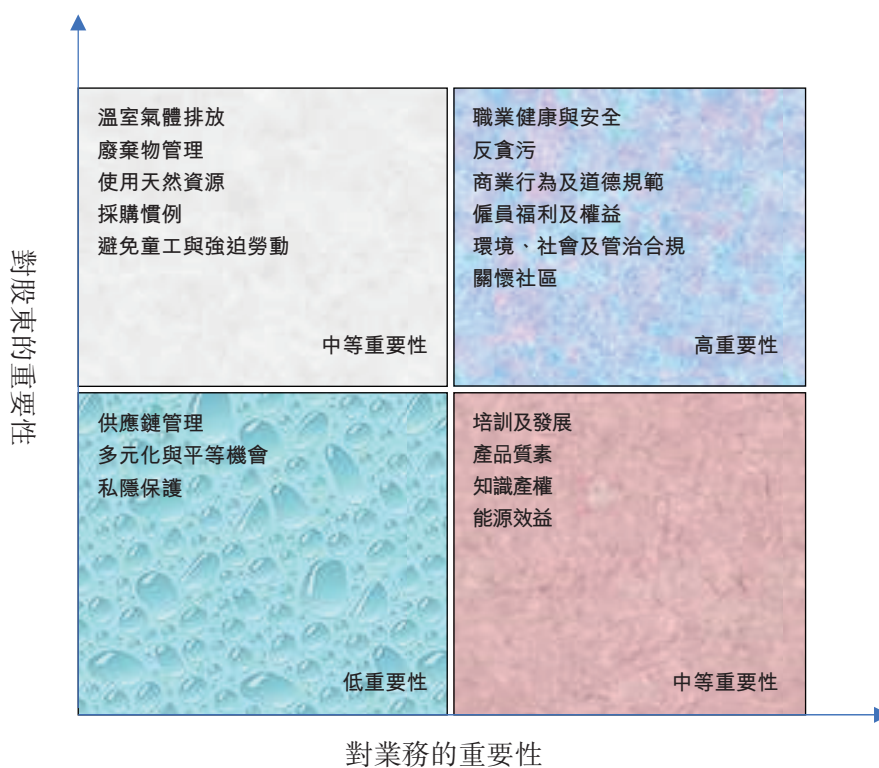 溫室氣體排放
廢棄物管理
使用天然資源
採購慣例
避免童工與強迫勞動
中等重要性
職業健康與安全
反貪污
商業行為及道德規範
僱員福利及權益
環境、社會及管治合規
關懷社區
高重要性
對股東的重要性
供應鏈管理
多元化與平等機會
私隱保護
低重要性
培訓及發展
產品質素
知識產權
能源效益
中等重要性
對業務的重要性